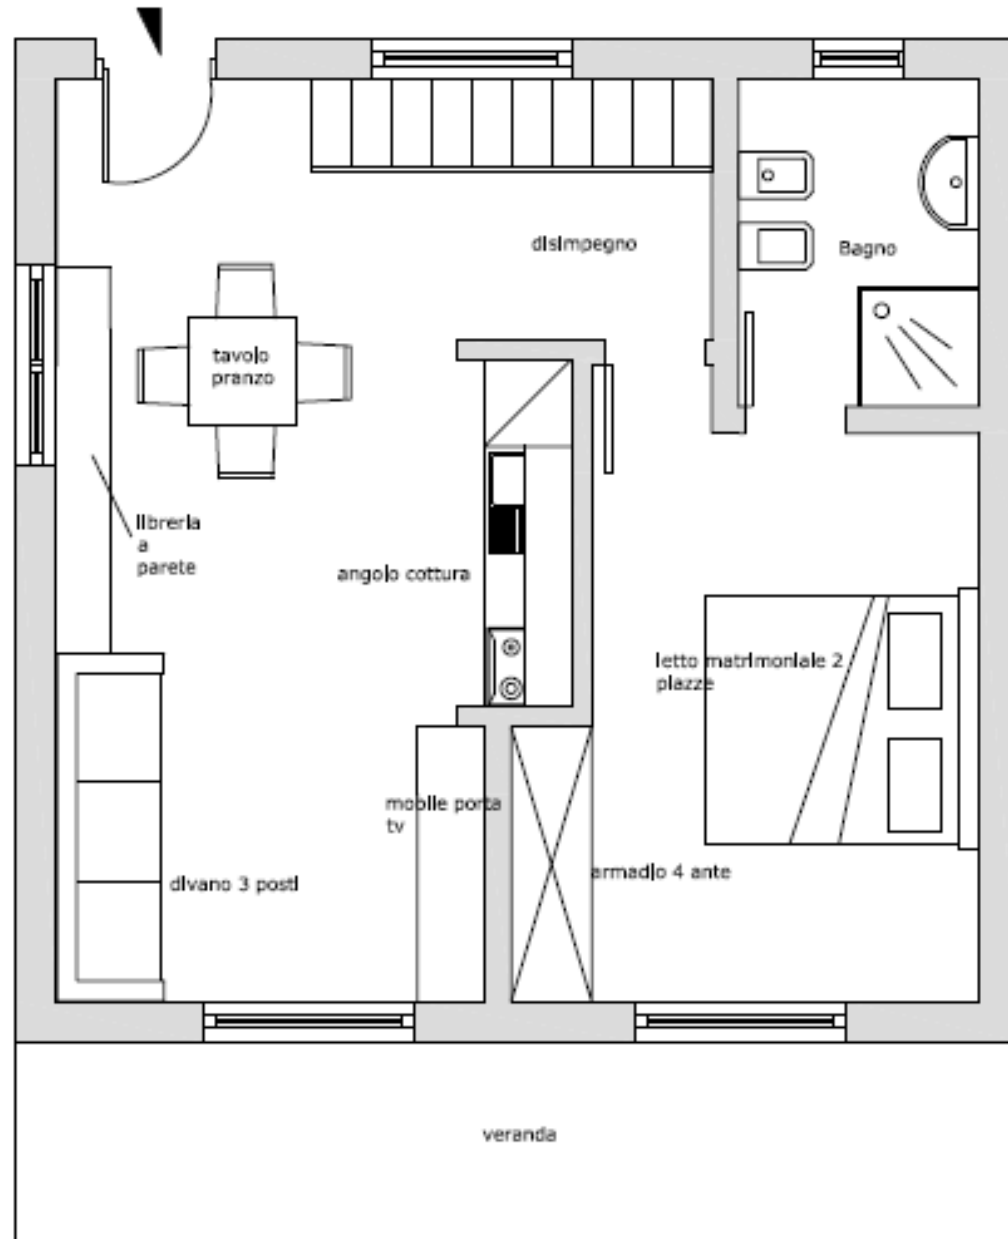 disimpegno
Bagno
tavolo
pranzo
libreria
a
parete
angolo cottura
letto matrimoniale 2
piazze
mobile porta
tv
armadio 4 ante
divano 3 posti
veranda